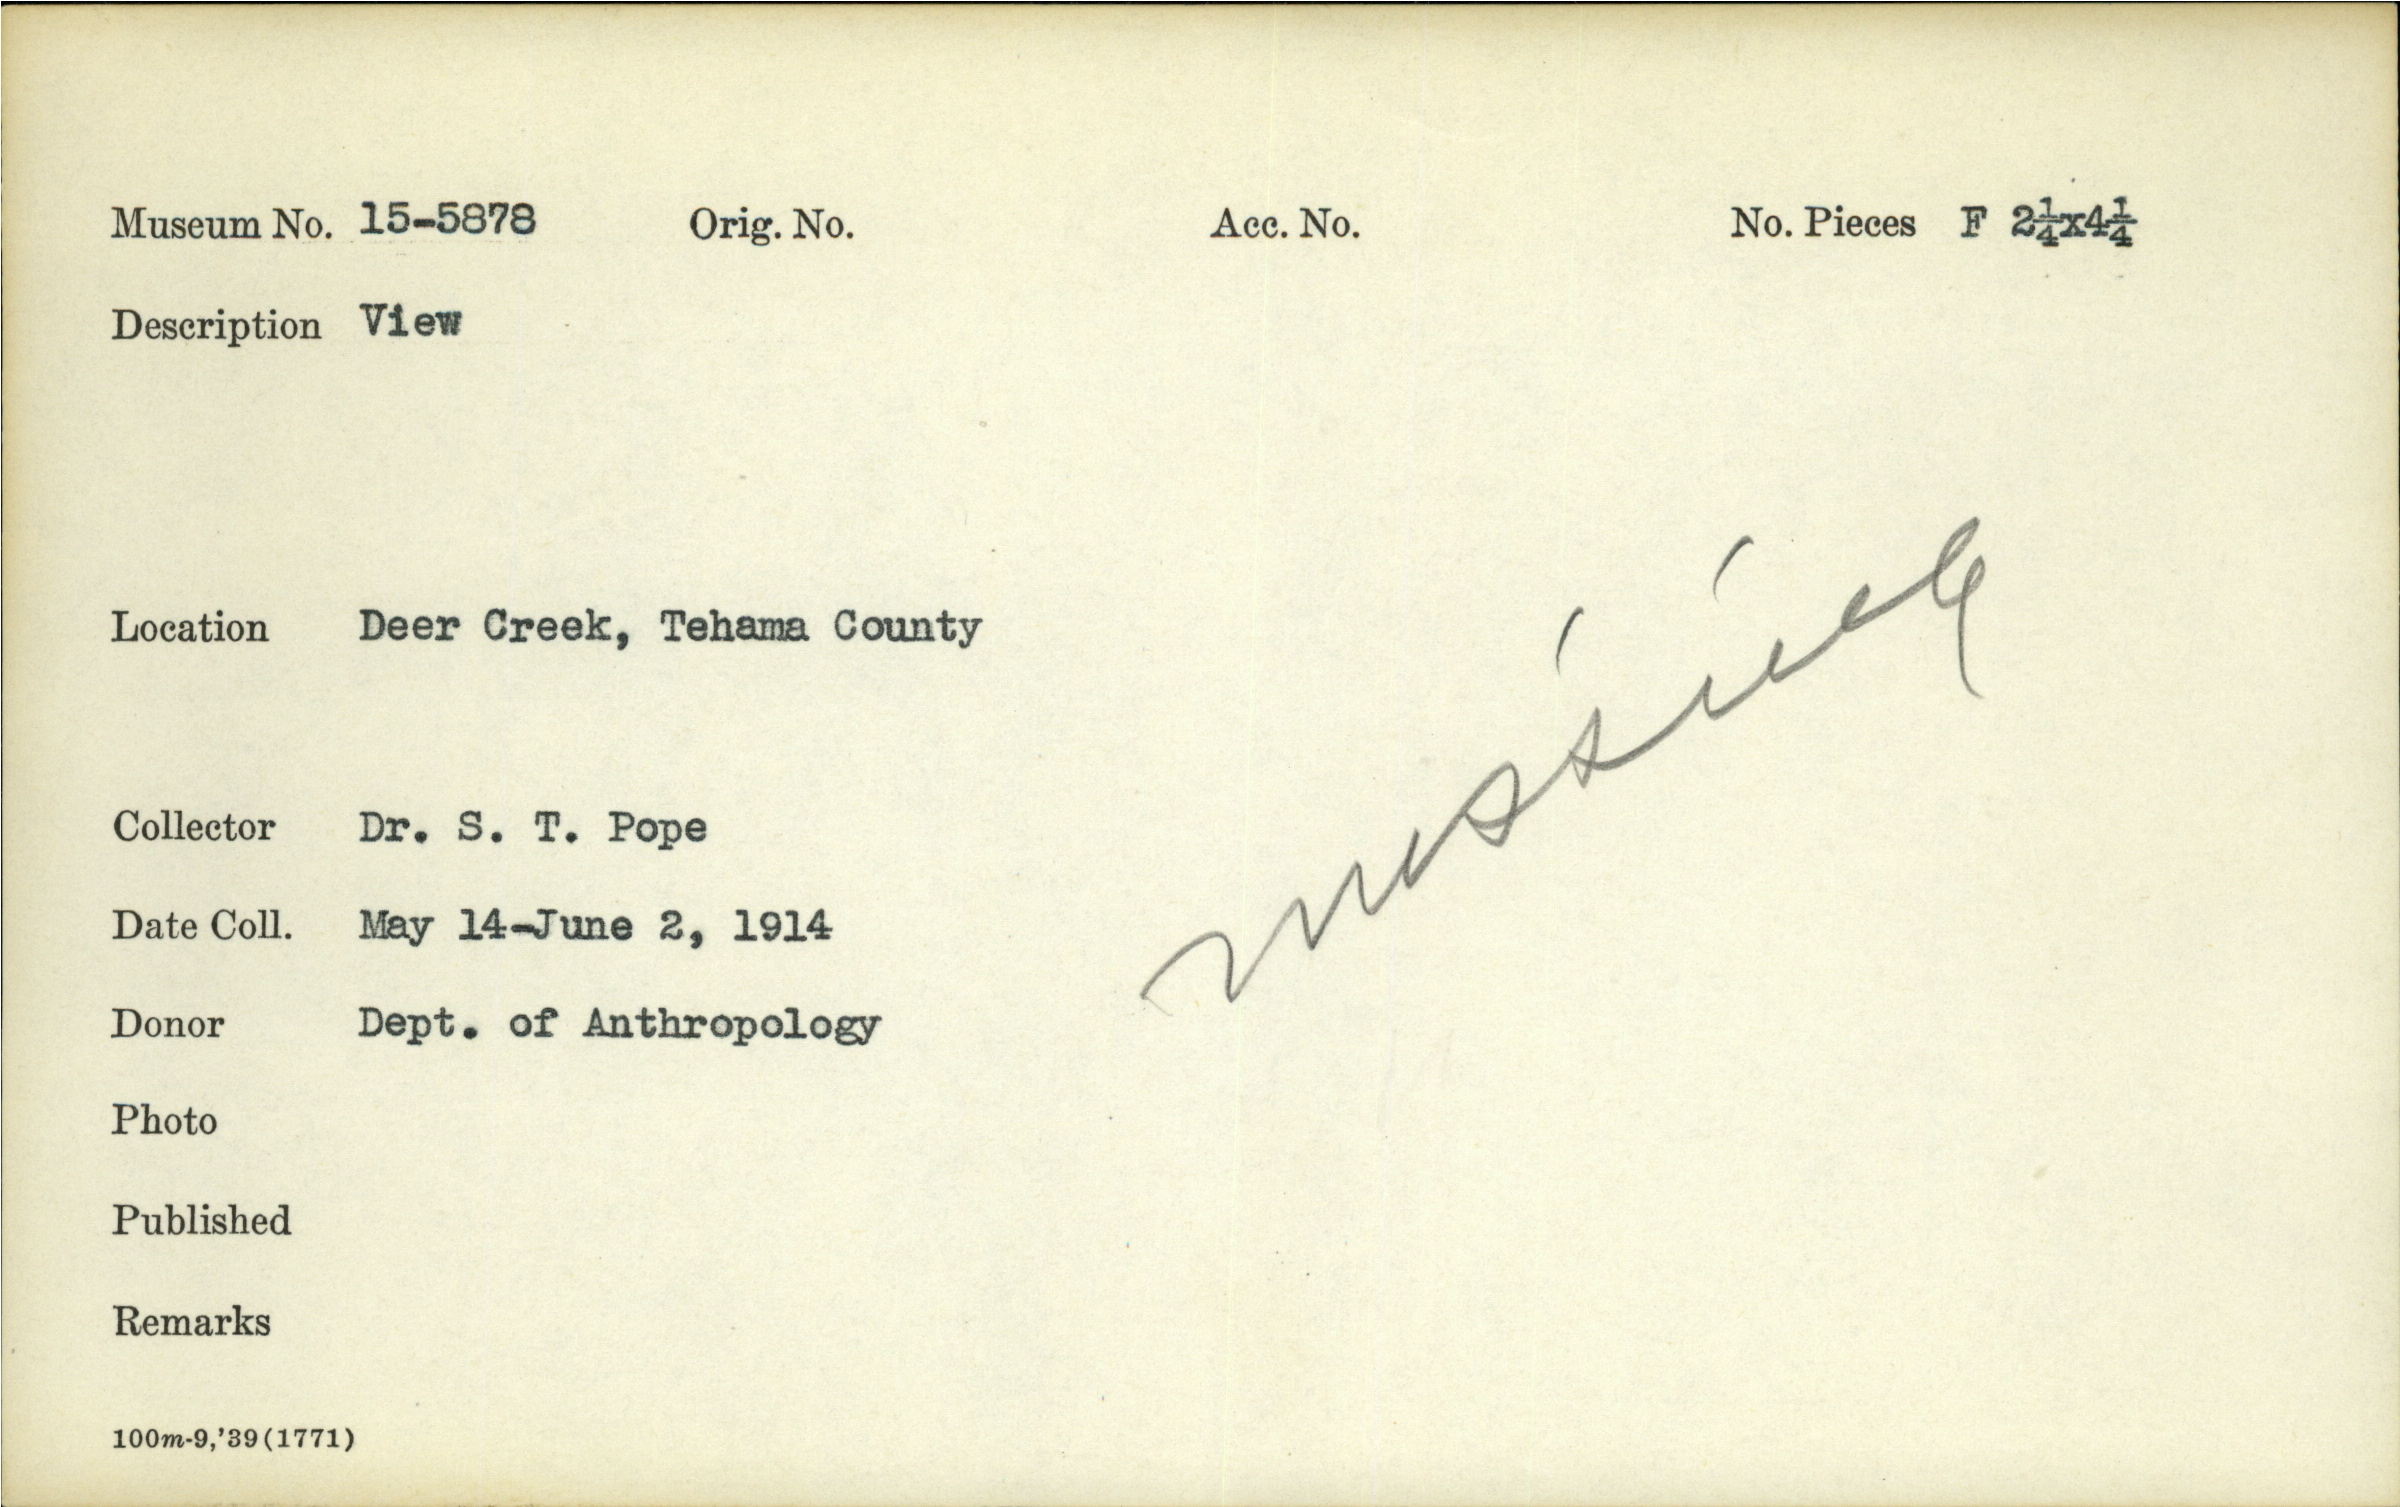 Museum No. 15-5878 Orig. No. Acc. No. No. Pieces F 2¼x4¼
Description View
Location Deer Creek, Tehama County
missing
Collector Dr. S. T. Pope
Date Coll. May 14-June 2, 1914
Donor Dept. of Anthropology
Photo
Published
Remarks
100m-9,'39(1771)